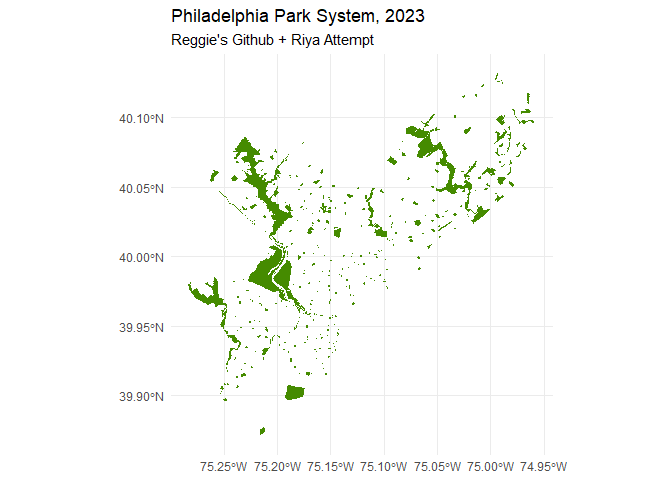 Philadelphia Park System, 2023
Reggie's Github + Riya Attempt
40.10°N
40.05°N
40.00°N
39.95°N
39.90°N
75.25°W 75.20°W 75.15°W 75.10°W 75.05°W 75.00°W 74.95°W